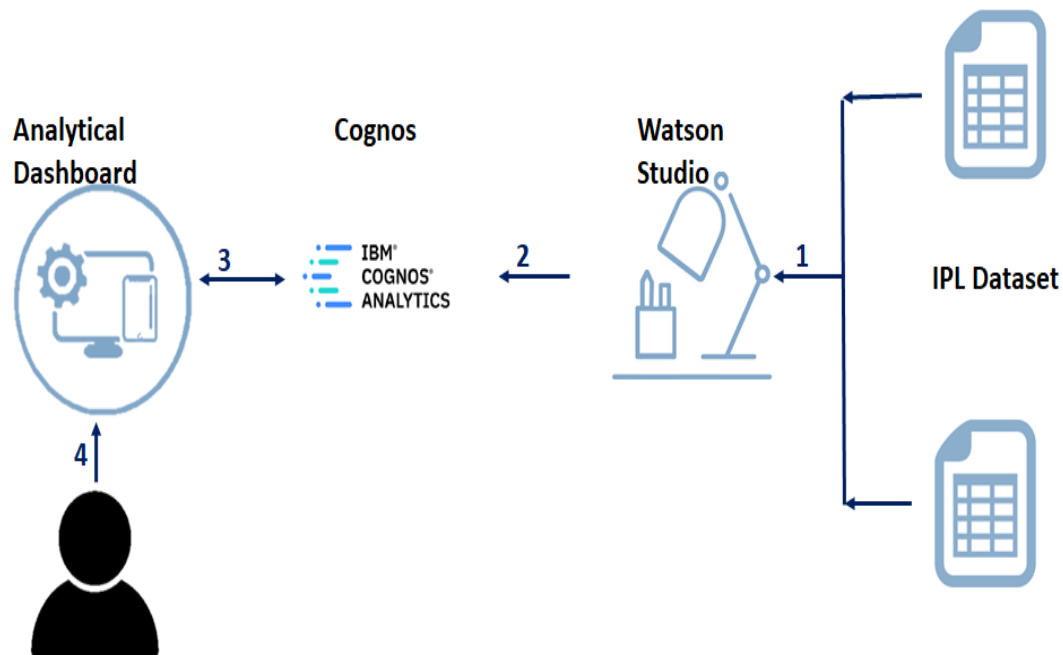 Analytical
Dashboard
Cognos
Watson
Studio
IPL Dataset
1
2
3
4
IBM®
COGNOS®
ANALYTICS